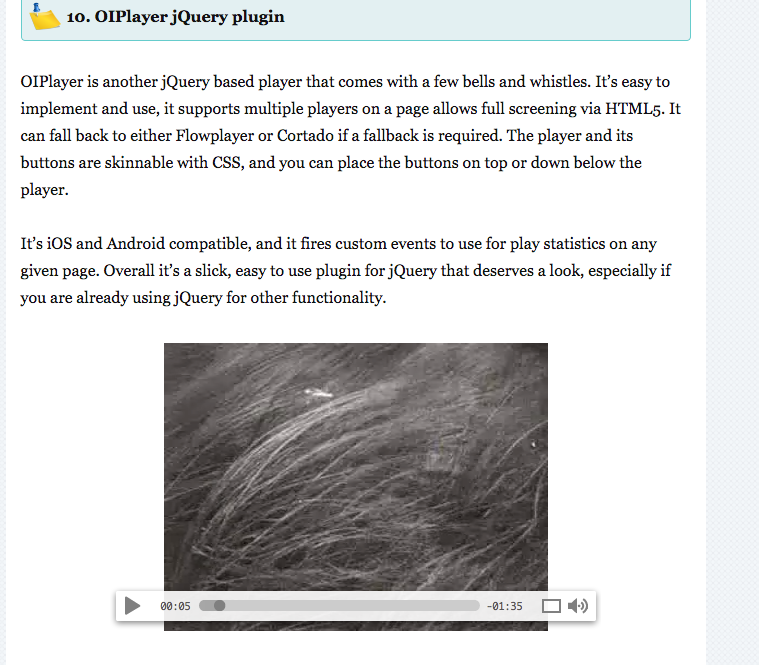 10. OIPlayer jQuery plugin
OIPlayer is another jQuery based player that comes with a few bells and whistles. It’s easy to
implement and use, it supports multiple players on a page allows full screening via HTML5. It
can fall back to either Flowplayer or Cortado if a fallback is required. The player and its
buttons are skinnable with CSS, and you can place the buttons on top or down below the
player.
It’s iOS and Android compatible, and it fires custom events to use for play statistics on any
given page. Overall it’s a slick, easy to use plugin for jQuery that deserves a look, especially if
you are already using jQuery for other functionality.
00:05 -01:35